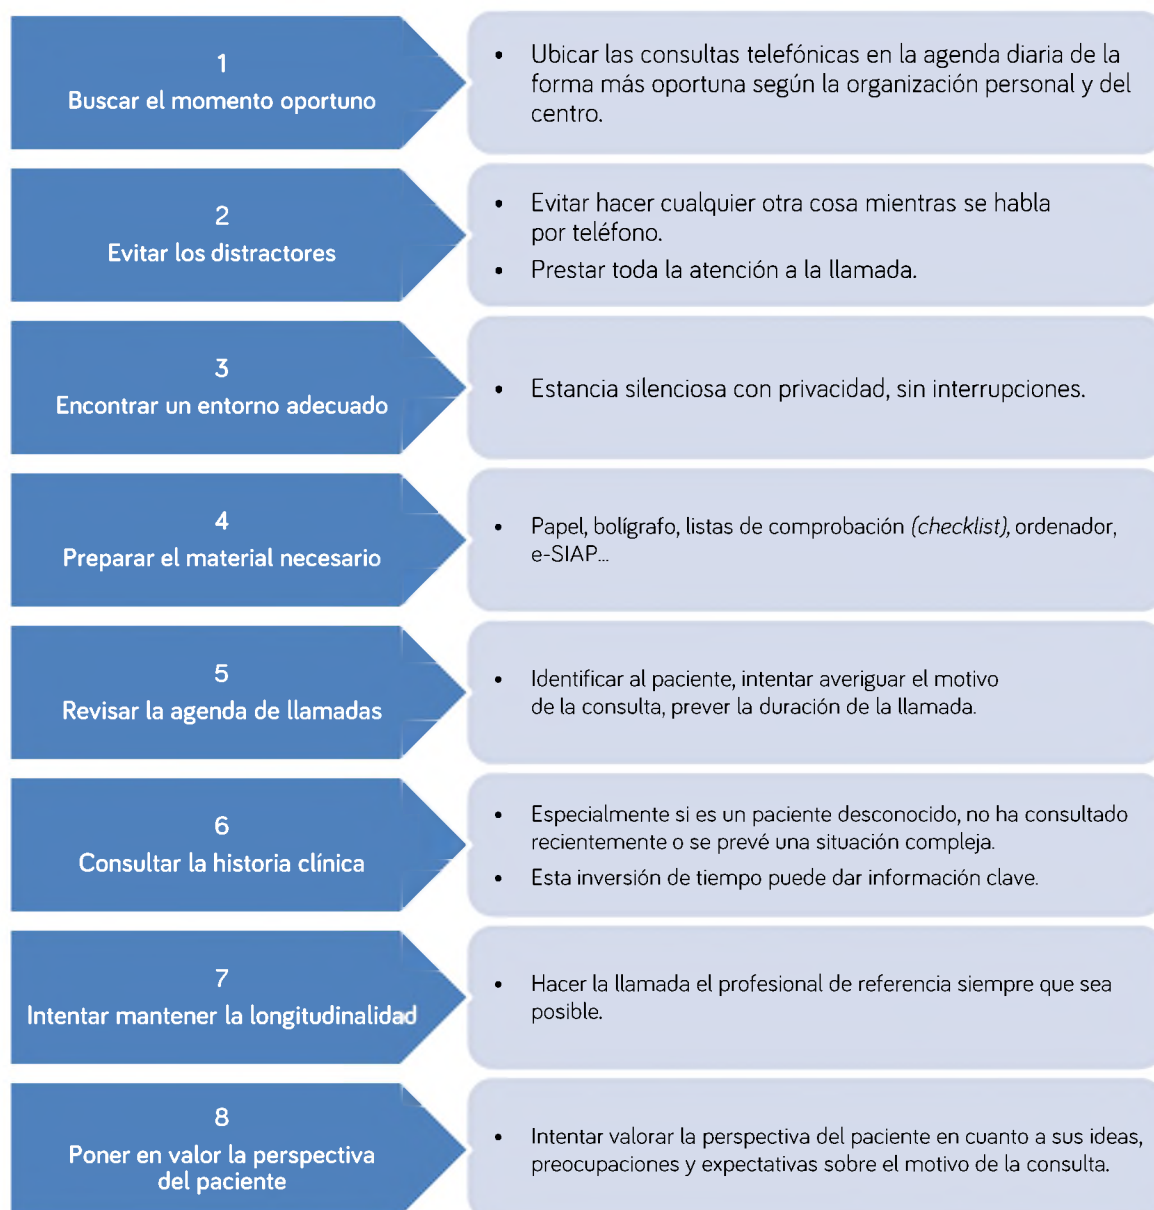 1
Buscar el momento oportuno
• Ubicar las consultas telefónicas en la agenda diaria de la
forma más oportuna según la organización personal y del
centro.
2
Evitar los distractores
• Evitar hacer cualquier otra cosa mientras se habla
por teléfono.
• Prestar toda la atención a la llamada.
3
Encontrar un entorno adecuado
• Estancia silenciosa con privacidad, sin interrupciones.
4
Preparar el material necesario
• Papel, bolígrafo, listas de comprobación (checklist), ordenador,
e-SIAP...
5
Revisar la agenda de llamadas
• Identificar al paciente, intentar averiguar el motivo
de la consulta, prever la duración de la llamada.
6
Consultar la historia clínica
• Especialmente si es un paciente desconocido, no ha consultado
recientemente o se prevé una situación compleja.
• Esta inversión de tiempo puede dar información clave.
7
Intentar mantener la longitudinalidad
• Hacer la llamada el profesional de referencia siempre que sea
posible.
8
Poner en valor la perspectiva
del paciente
• Intentar valorar la perspectiva del paciente en cuanto a sus ideas,
preocupaciones y expectativas sobre el motivo de la consulta.